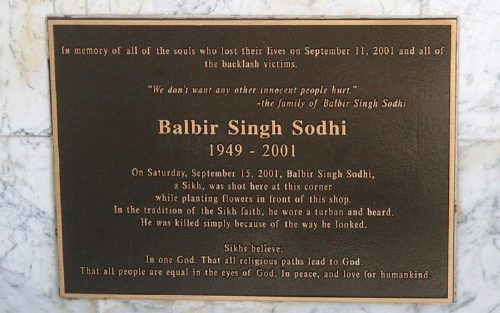 In memory of all of the souls who lost their lives on September 11, 2001 and all of
the backlash victims.
"We don't want any other innocent people hurt."
-the family of Balbir Singh Sodhi
Balbir Singh Sodhi
1949 - 2001
On Saturday, September 15, 2001, Balbir Singh Sodhi,
a Sikh, was shot here at this corner
while planting flowers in front of this shop.
In the tradition of the Sikh faith, he wore a turban and beard.
He was killed simply because of the way he looked.
Sikhs believe:
In one God. That all religious paths lead to God.
That all people are equal in the eyes of God. In peace, and love for humankind.